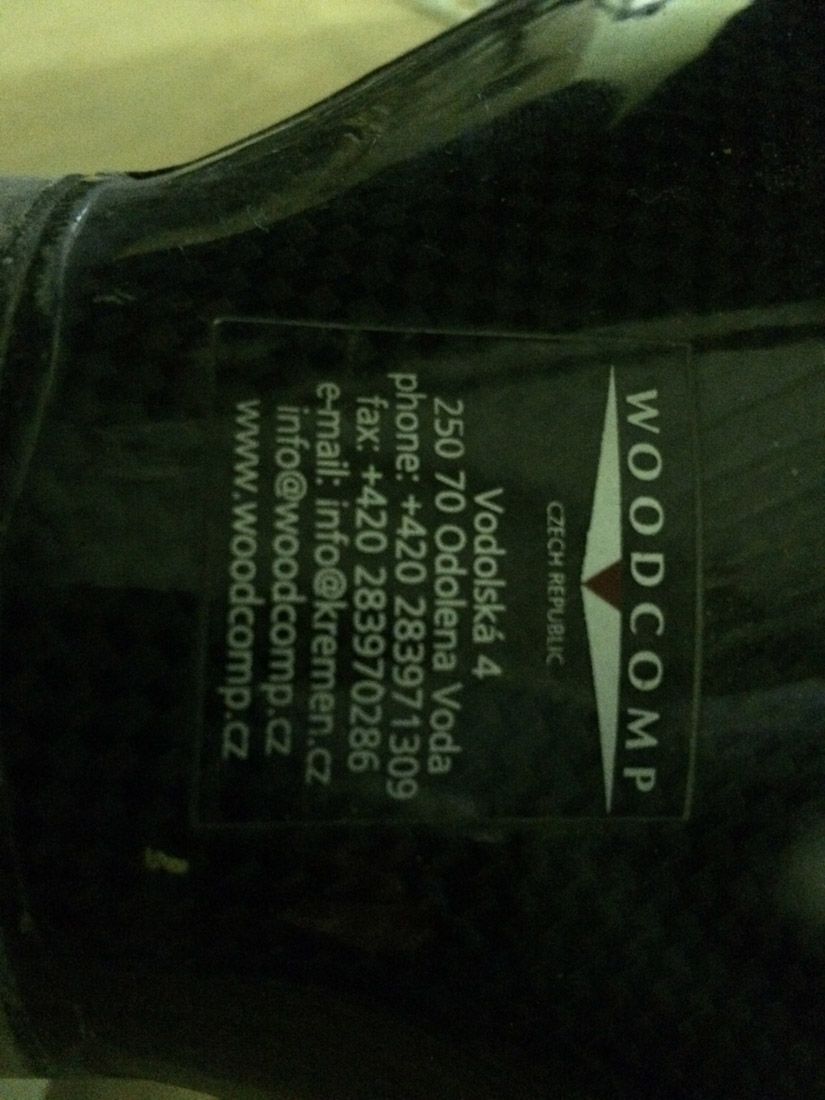 WOODCOMP
CZECH REPUBLIC
Vodolská 4
250 70 Odolena Voda
phone: +420 283971309
fax: +420 283970286
e-mail: info@kremen.cz
info@woodcomp.cz
www.woodcomp.cz